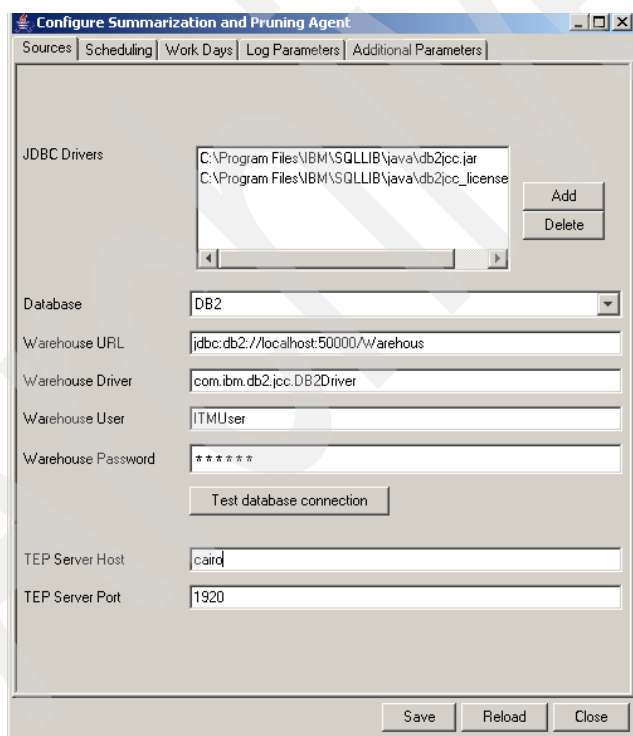 Configure Summarization and Pruning Agent
Sources Scheduling Work Days Log Parameters Additional Parameters
JDBC Drivers
C:\Program Files\IBM\SQLLIB\java\db2jcc.jar
C:\Program Files\IBM\SQLLIB\java\db2jcc_license
Add
Delete
Database DB2
Warehouse URL jdbc:db2://localhost:50000/Warehous
Warehouse Driver com.ibm.db2.jcc.DB2Driver
Warehouse User ITMUser
Warehouse Password ******
Test database connection
TEP Server Host cairo
TEP Server Port 1920
Save Reload Close